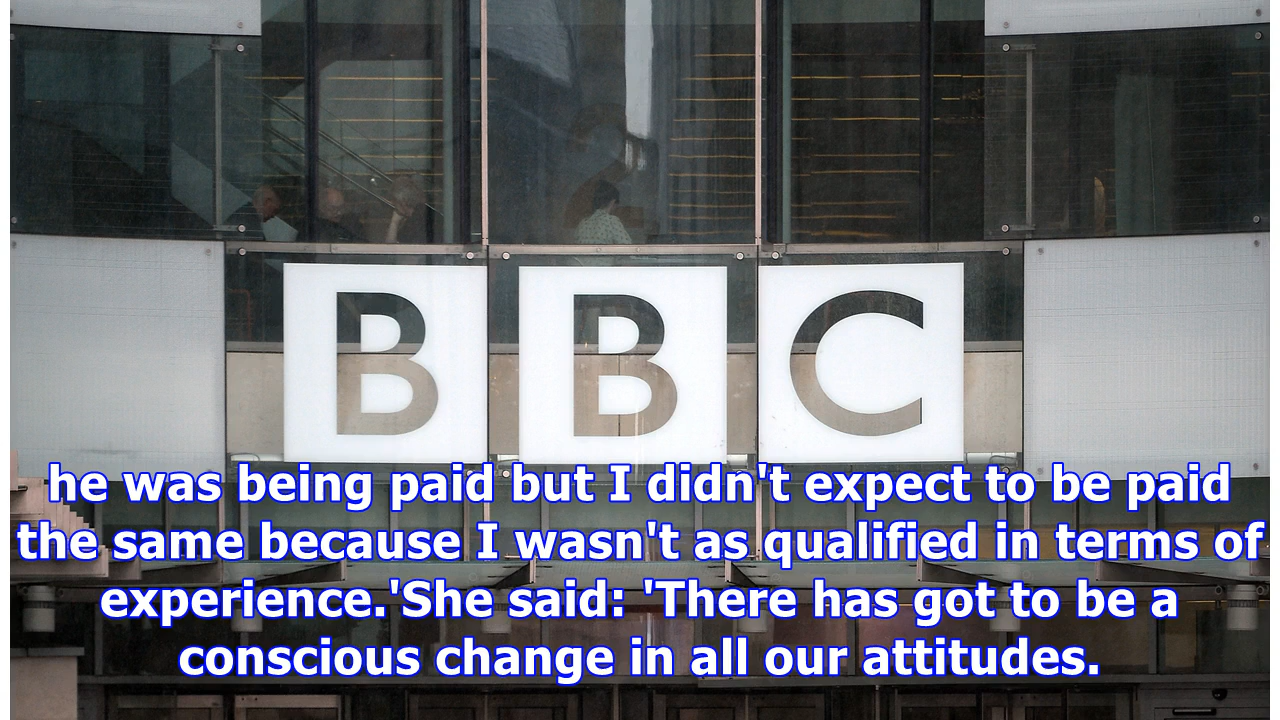 BBC
he was being paid but I didn't expect to be paid
the same because I wasn't as qualified in terms of
experience.'She said: 'There has got to be a
conscious change in all our attitudes.